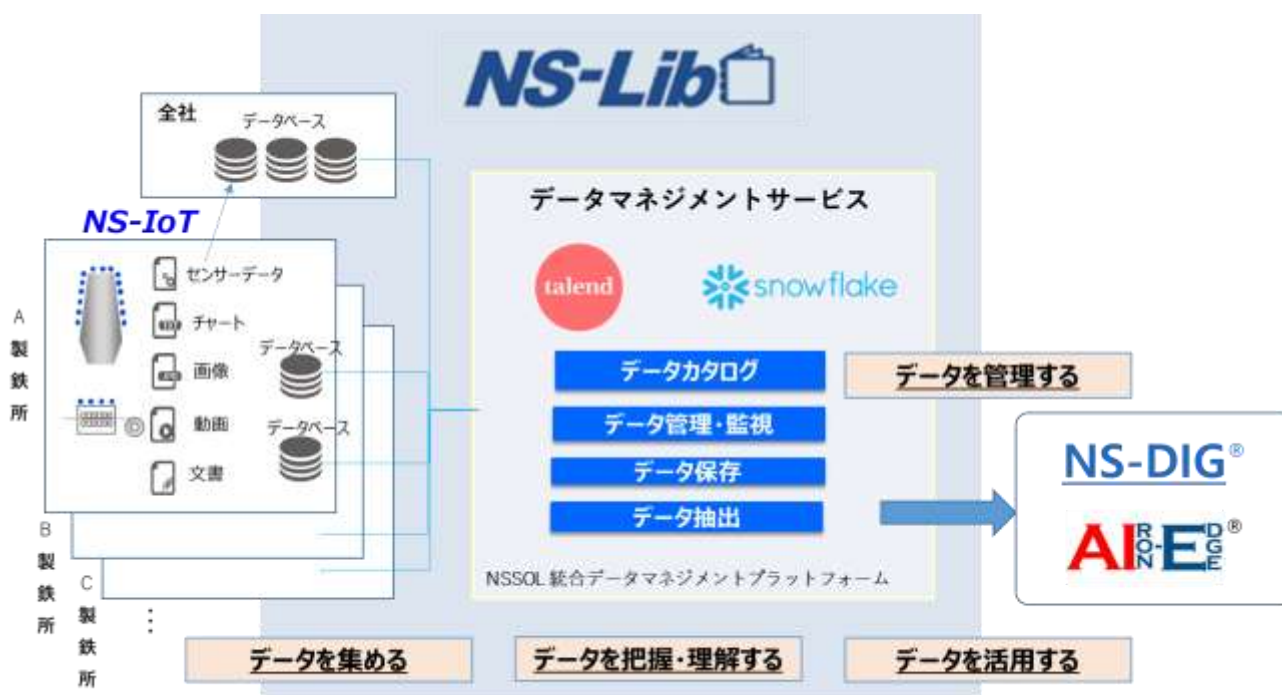 NS-Lib
全社
データベース
NS-IoT
センサーデータ
チャート
画像
動画
文書
データベース
データベース
A製鉄所
B製鉄所
C製鉄所
⋮
データマネジメントサービス
talend
snowflake
データカタログ
データ管理・監視
データ保存
データ抽出
NSSOL 統合データマネジメントプラットフォーム
データを管理する
NS-DIG®
AIRON-EDGE®
データを集める
データを把握・理解する
データを活用する